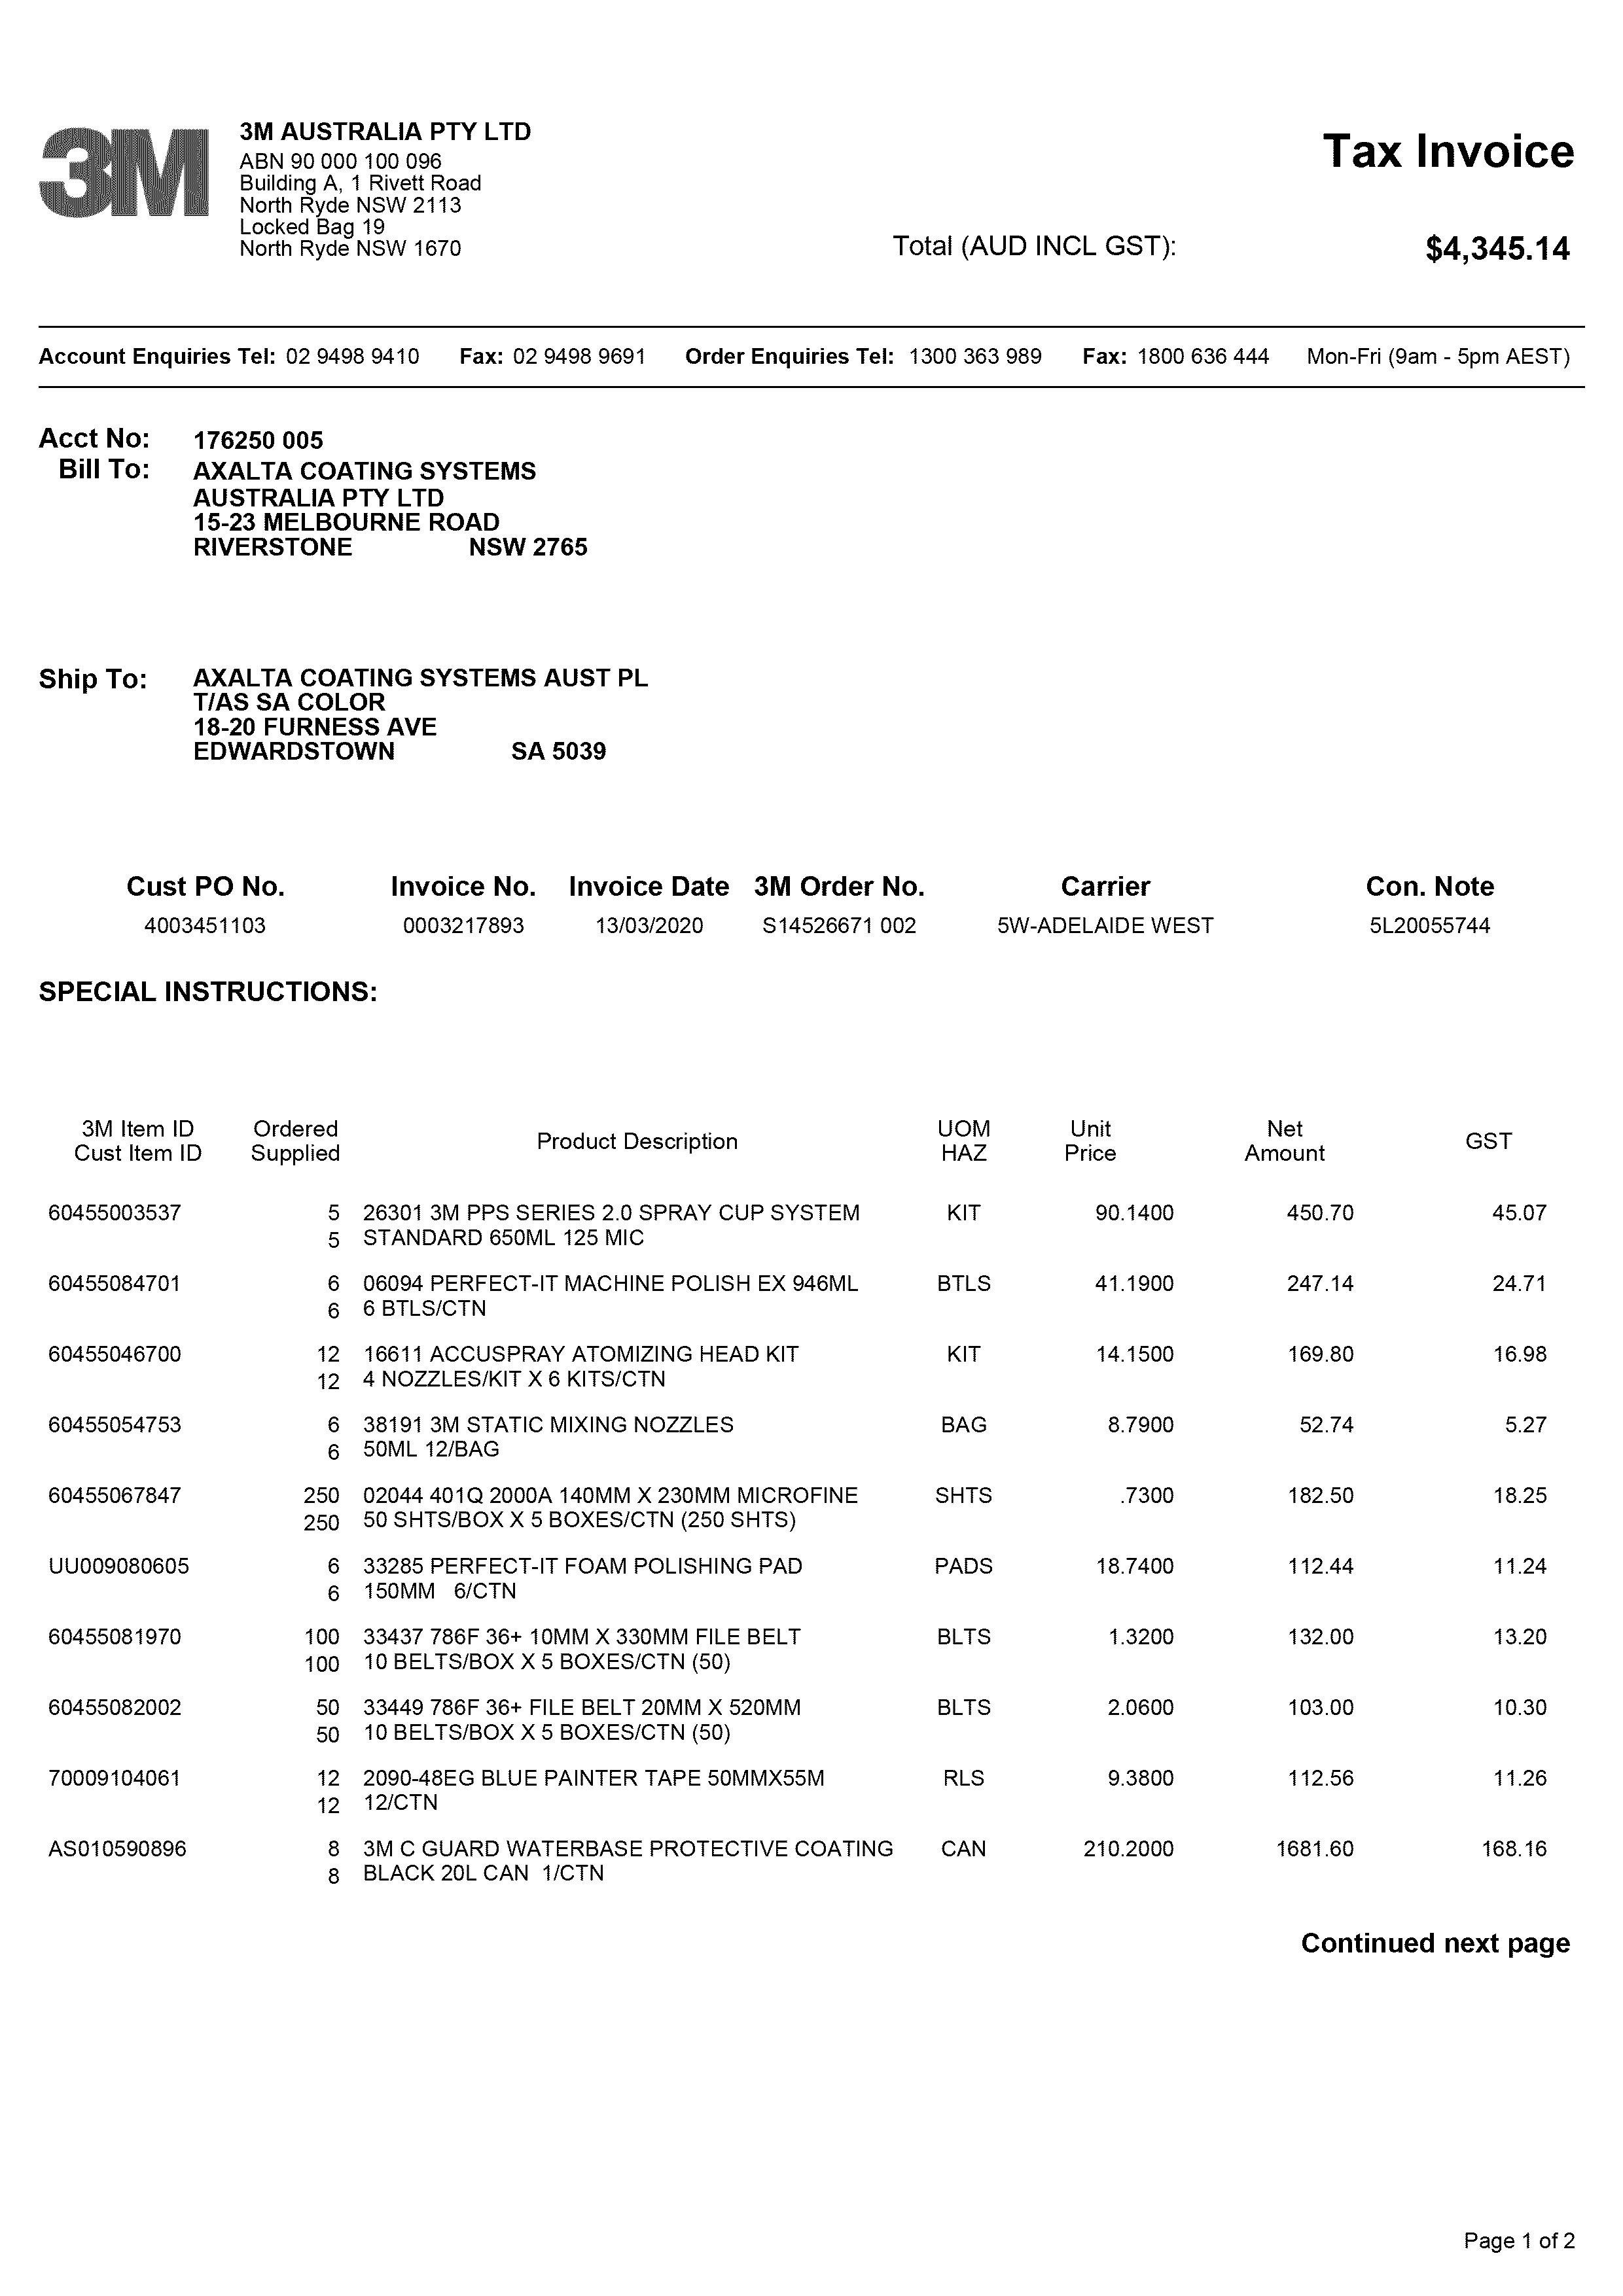 3M
3M AUSTRALIA PTY LTD
ABN 90 000 100 096
Building A, 1 Rivett Road
North Ryde NSW 2113
Locked Bag 19
North Ryde NSW 1670
Tax Invoice
Total (AUD INCL GST): $4,345.14
Account Enquiries Tel: 02 9498 9410 Fax: 02 9498 9691 Order Enquiries Tel: 1300 363 989 Fax: 1800 636 444 Mon-Fri (9am - 5pm AEST)
Acct No: 176250 005
Bill To: AXALTA COATING SYSTEMS
AUSTRALIA PTY LTD
15-23 MELBOURNE ROAD
RIVERSTONE NSW 2765
Ship To: AXALTA COATING SYSTEMS AUST PL
T/AS SA COLOR
18-20 FURNESS AVE
EDWARDSTOWN SA 5039
Cust PO No. Invoice No. Invoice Date 3M Order No. Carrier Con. Note
4003451103 0003217893 13/03/2020 S14526671 002 5W-ADELAIDE WEST 5L20055744
SPECIAL INSTRUCTIONS:
3M Item ID Ordered Product Description UOM Unit Net GST
Cust Item ID Supplied HAZ Price Amount
60455003537 5 26301 3M PPS SERIES 2.0 SPRAY CUP SYSTEM KIT 90.1400 450.70 45.07
5 STANDARD 650ML 125 MIC
60455084701 6 06094 PERFECT-IT MACHINE POLISH EX 946ML BTLS 41.1900 247.14 24.71
6 6 BTLS/CTN
60455046700 12 16611 ACCUSPRAY ATOMIZING HEAD KIT KIT 14.1500 169.80 16.98
12 4 NOZZLES/KIT X 6 KITS/CTN
60455054753 6 38191 3M STATIC MIXING NOZZLES BAG 8.7900 52.74 5.27
6 50ML 12/BAG
60455067847 250 02044 401Q 2000A 140MM X 230MM MICROFINE SHTS .7300 182.50 18.25
250 50 SHTS/BOX X 5 BOXES/CTN (250 SHTS)
UU009080605 6 33285 PERFECT-IT FOAM POLISHING PAD PADS 18.7400 112.44 11.24
6 150MM 6/CTN
60455081970 100 33437 786F 36+ 10MM X 330MM FILE BELT BLTS 1.3200 132.00 13.20
100 10 BELTS/BOX X 5 BOXES/CTN (50)
60455082002 50 33449 786F 36+ FILE BELT 20MM X 520MM BLTS 2.0600 103.00 10.30
50 10 BELTS/BOX X 5 BOXES/CTN (50)
70009104061 12 2090-48EG BLUE PAINTER TAPE 50MMX55M RLS 9.3800 112.56 11.26
12 12/CTN
AS010590896 8 3M C GUARD WATERBASE PROTECTIVE COATING CAN 210.2000 1681.60 168.16
8 BLACK 20L CAN 1/CTN
Continued next page
Page 1 of 2